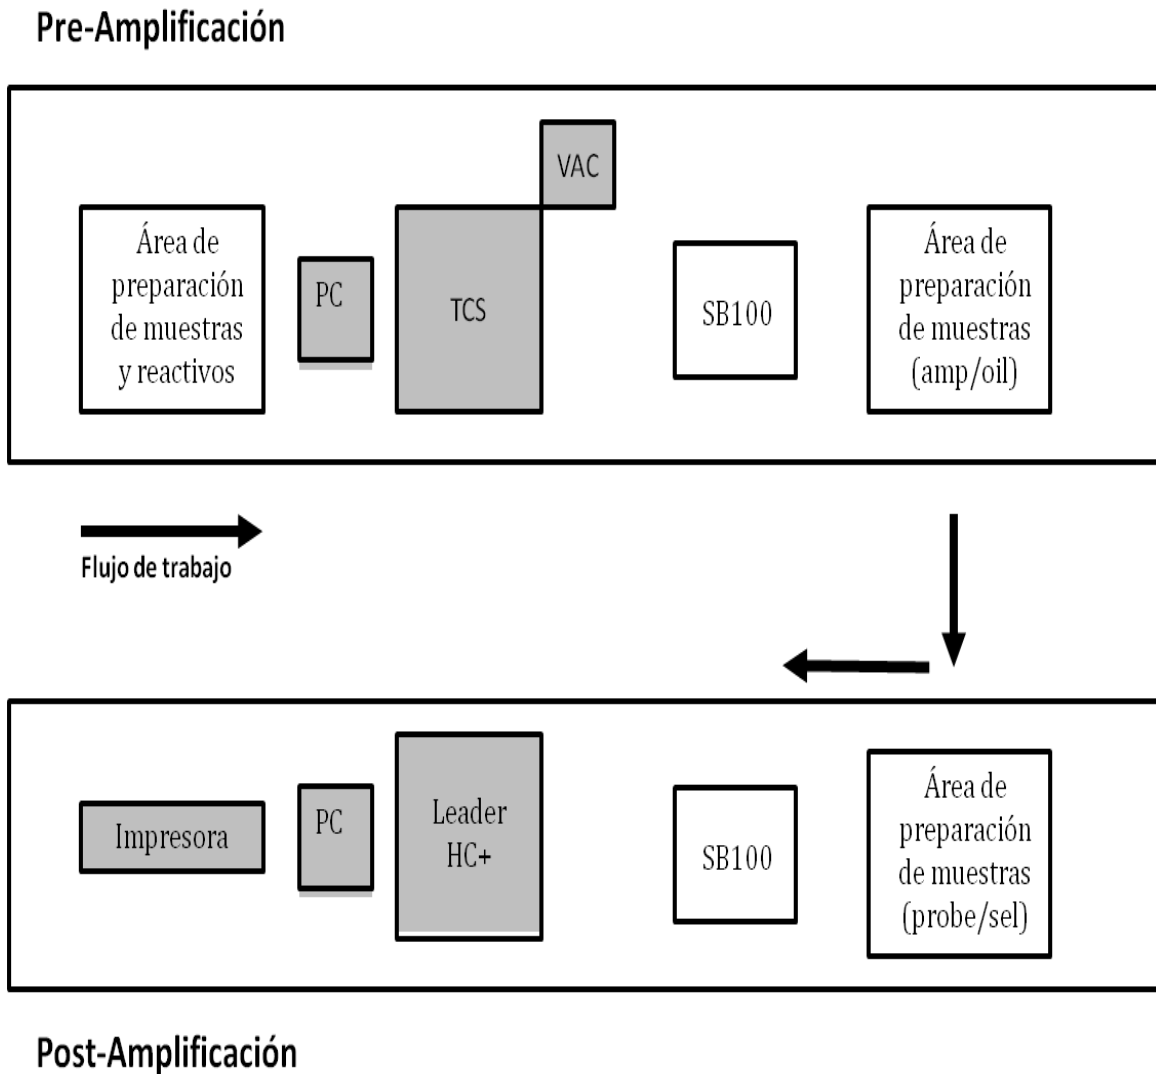 Pre-Amplificación
VAC
Área de
preparación
de muestras
y reactivos
PC
TCS
SB100
Área de
preparación
de muestras
(amp/oil)
Flujo de trabajo
Impresora
PC
Leader
HC+
SB100
Área de
preparación
de muestras
(probe/sel)
Post-Amplificación